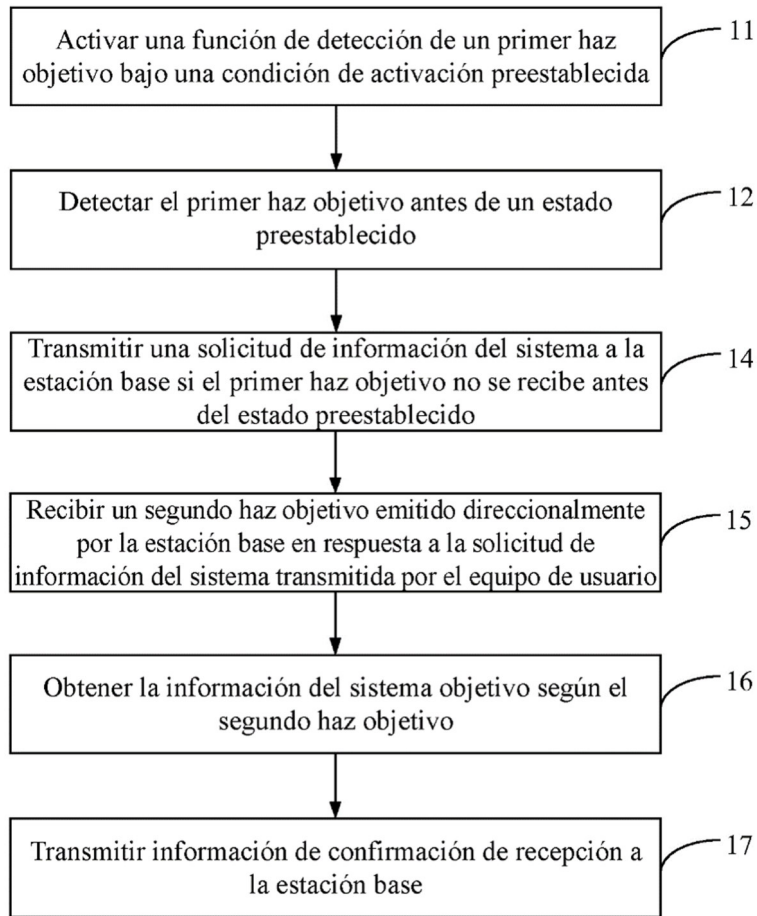 Activar una función de detección de un primer haz
objetivo bajo una condición de activación preestablecida
11
Detectar el primer haz objetivo antes de un estado
preestablecido
12
Transmitir una solicitud de información del sistema a la
estación base si el primer haz objetivo no se recibe antes
del estado preestablecido
14
Recibir un segundo haz objetivo emitido direccionalmente
por la estación base en respuesta a la solicitud de
información del sistema transmitida por el equipo de usuario
15
Obtener la información del sistema objetivo según el
segundo haz objetivo
16
Transmitir información de confirmación de recepción a
la estación base
17